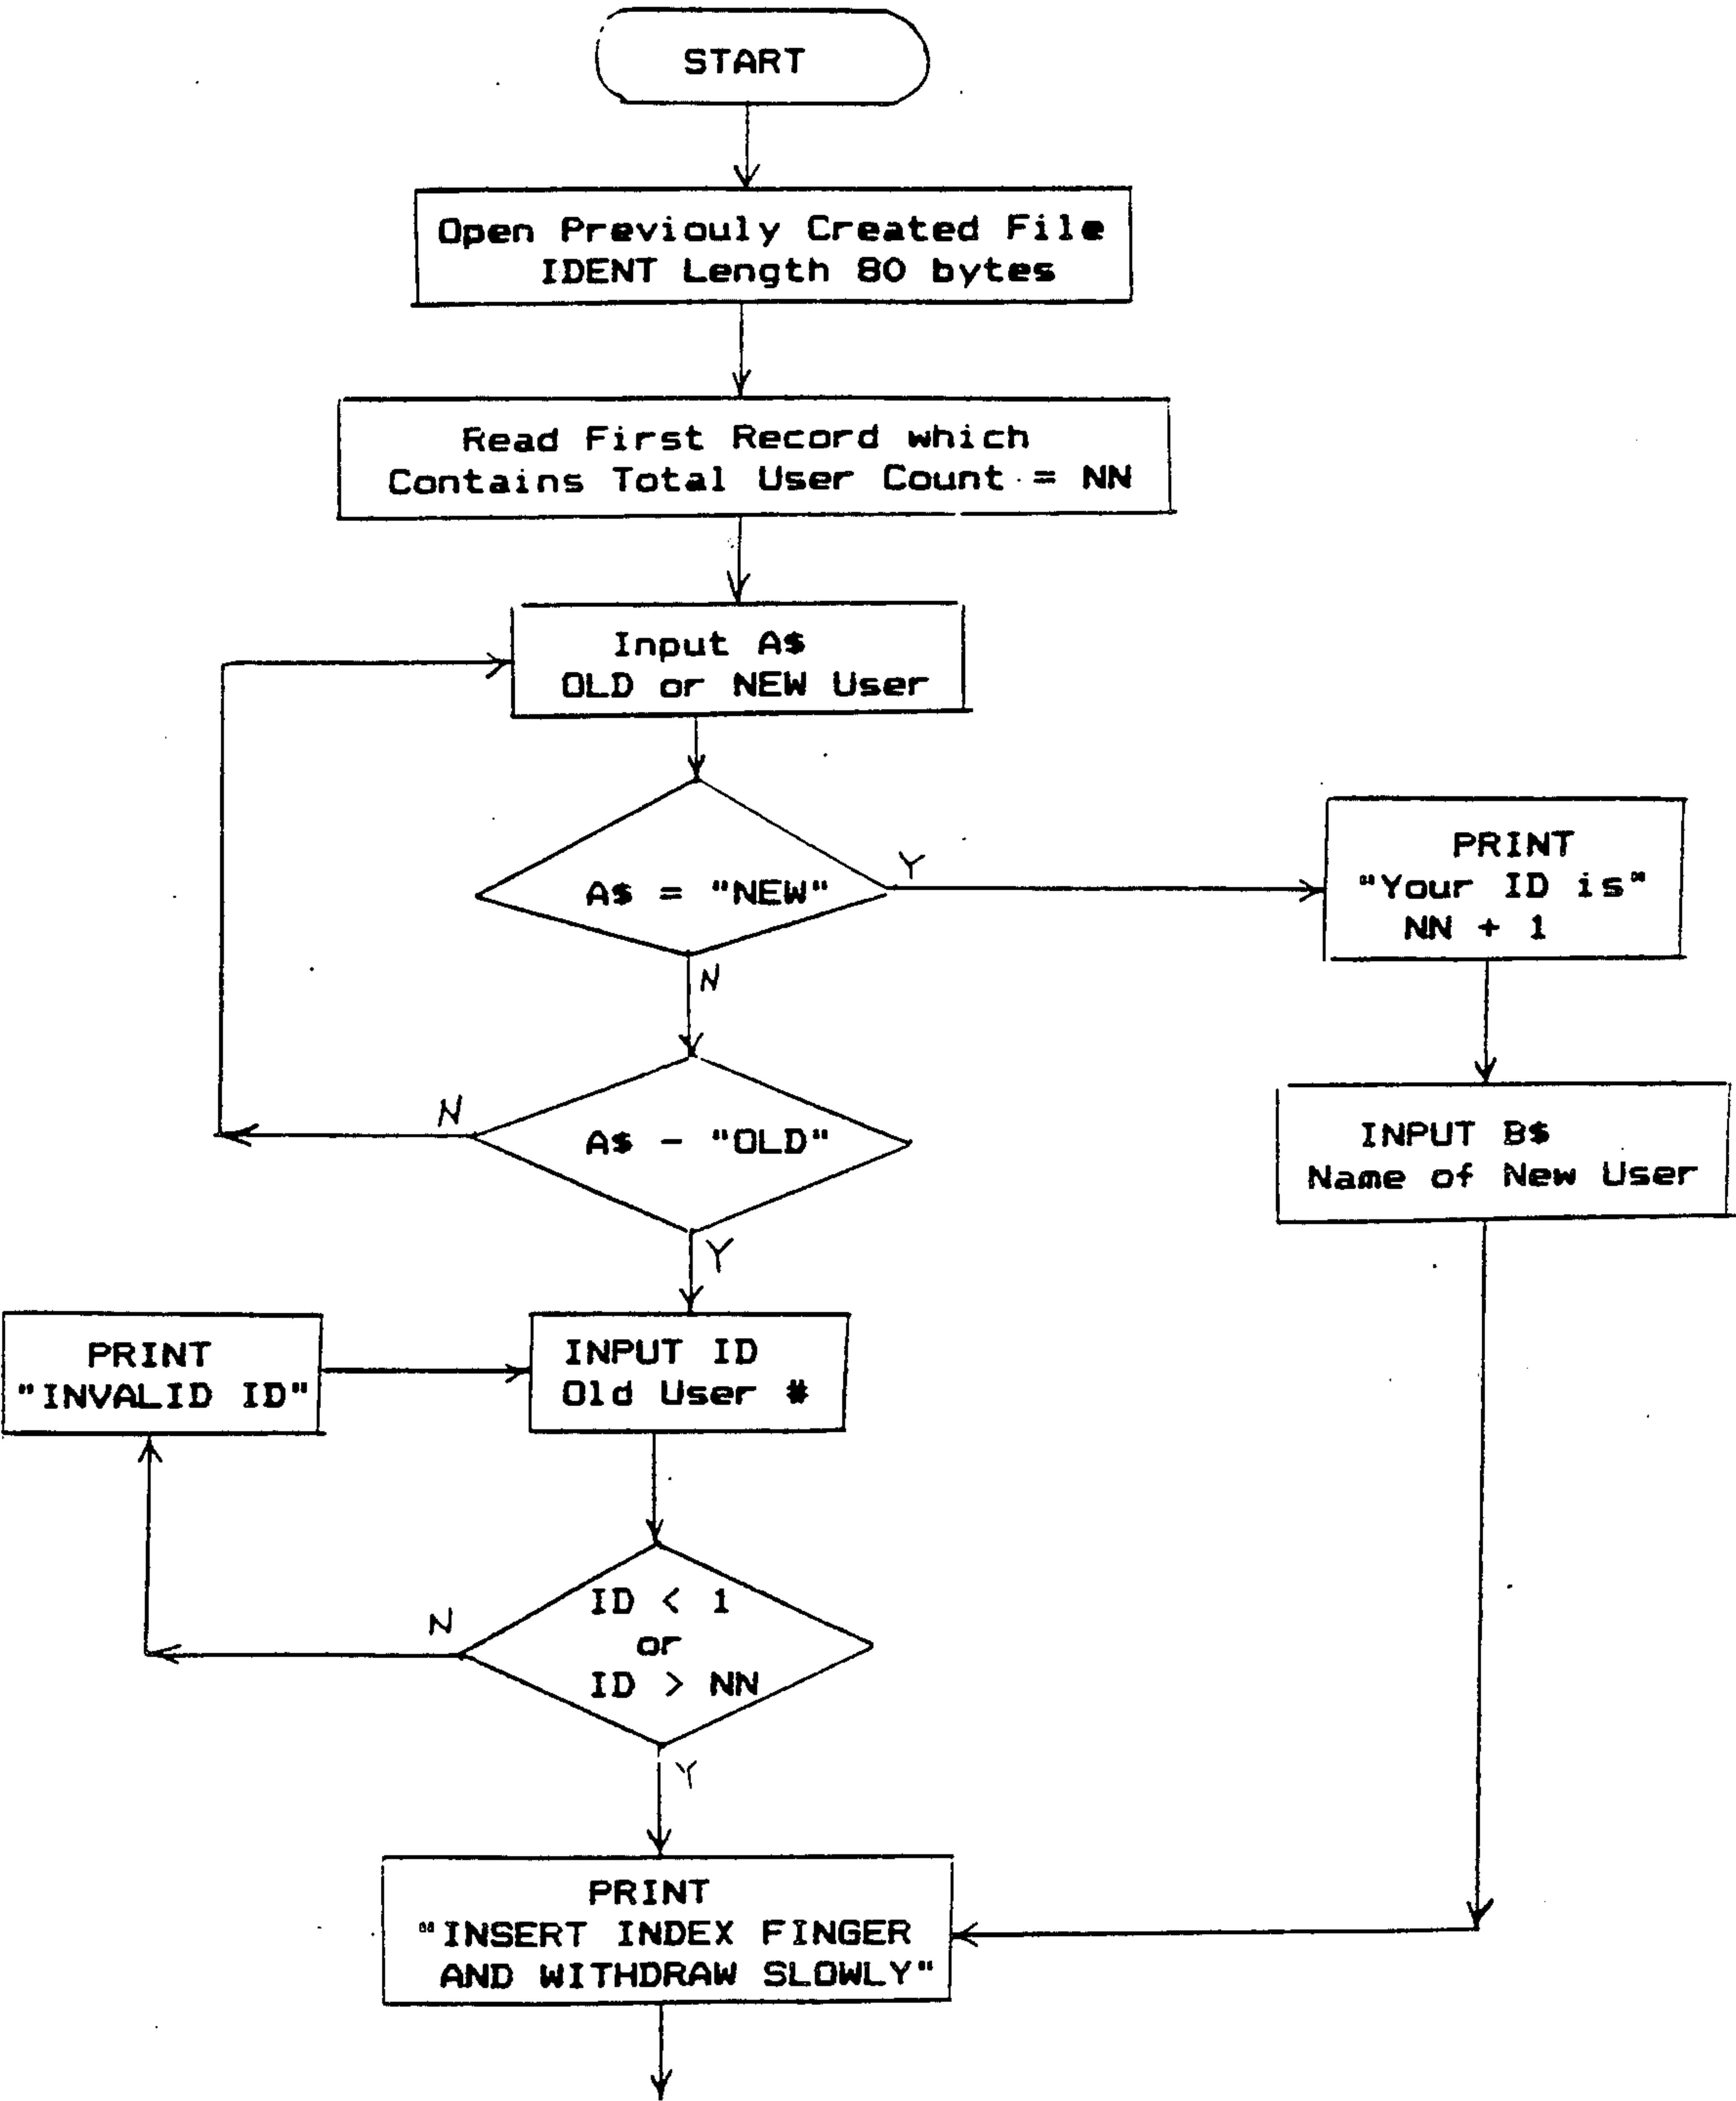 START
Open Previouly Created File
IDENT Length 80 bytes
Read First Record which
Contains Total User Count = NN
Input A$
OLD or NEW User
A$ = "NEW"
Y
N
PRINT
"Your ID is"
NN + 1
INPUT B$
Name of New User
A$ - "OLD"
N
Y
INPUT ID
Old User #
PRINT
"INVALID ID"
ID < 1
or
ID > NN
N
Y
PRINT
"INSERT INDEX FINGER
AND WITHDRAW SLOWLY"